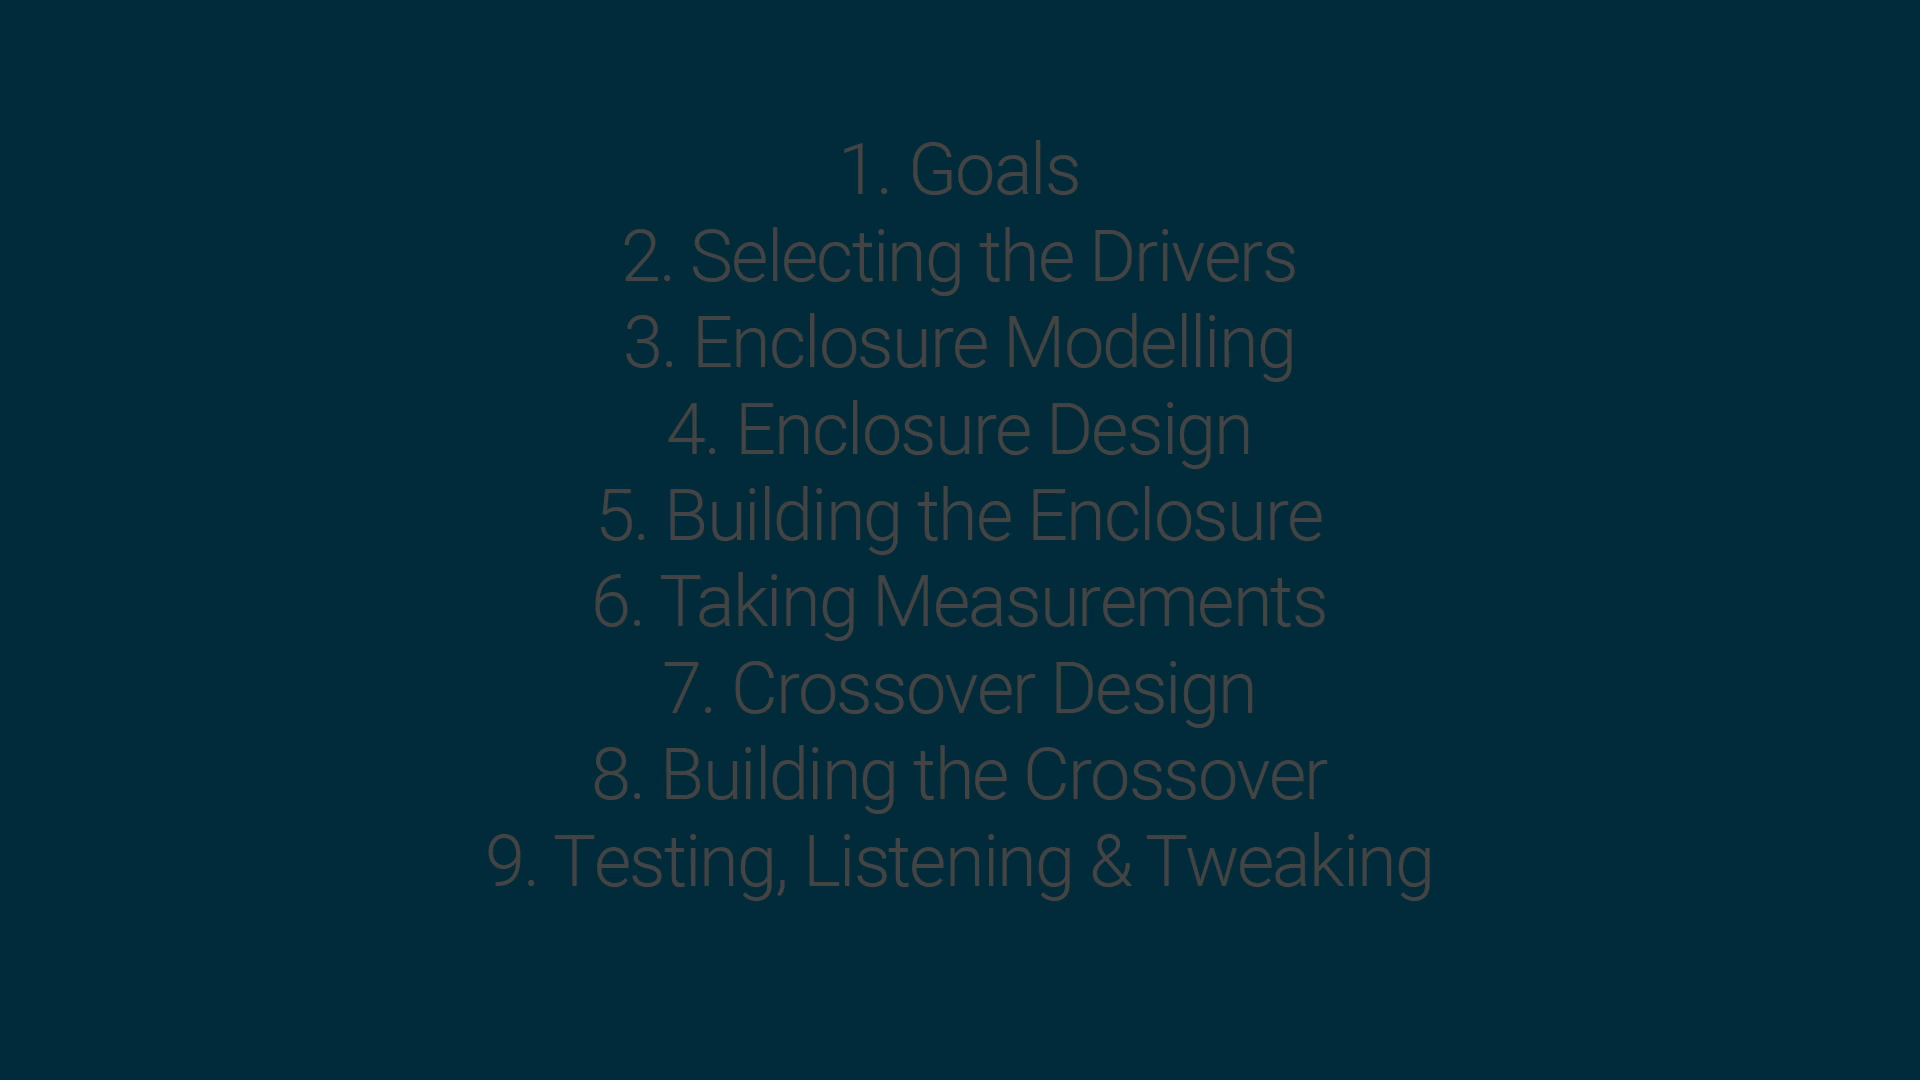 1. Goals
2. Selecting the Drivers
3. Enclosure Modelling
4. Enclosure Design
5. Building the Enclosure
6. Taking Measurements
7. Crossover Design
8. Building the Crossover
9. Testing, Listening & Tweaking